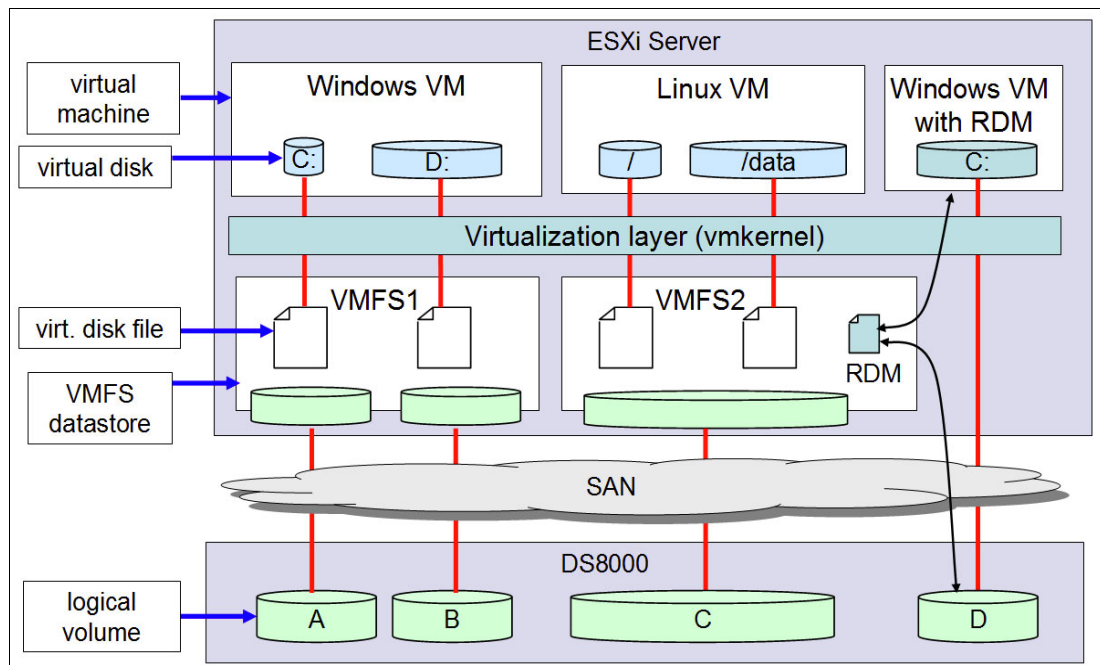 ESXi Server
virtual
machine
Windows VM
Linux VM
Windows VM
with RDM
virtual disk
C:
D:
/
/data
C:
Virtualization layer (vmkernel)
VMFS1
VMFS2
virt. disk file
RDM
VMFS
datastore
SAN
DS8000
logical
volume
A
B
C
D